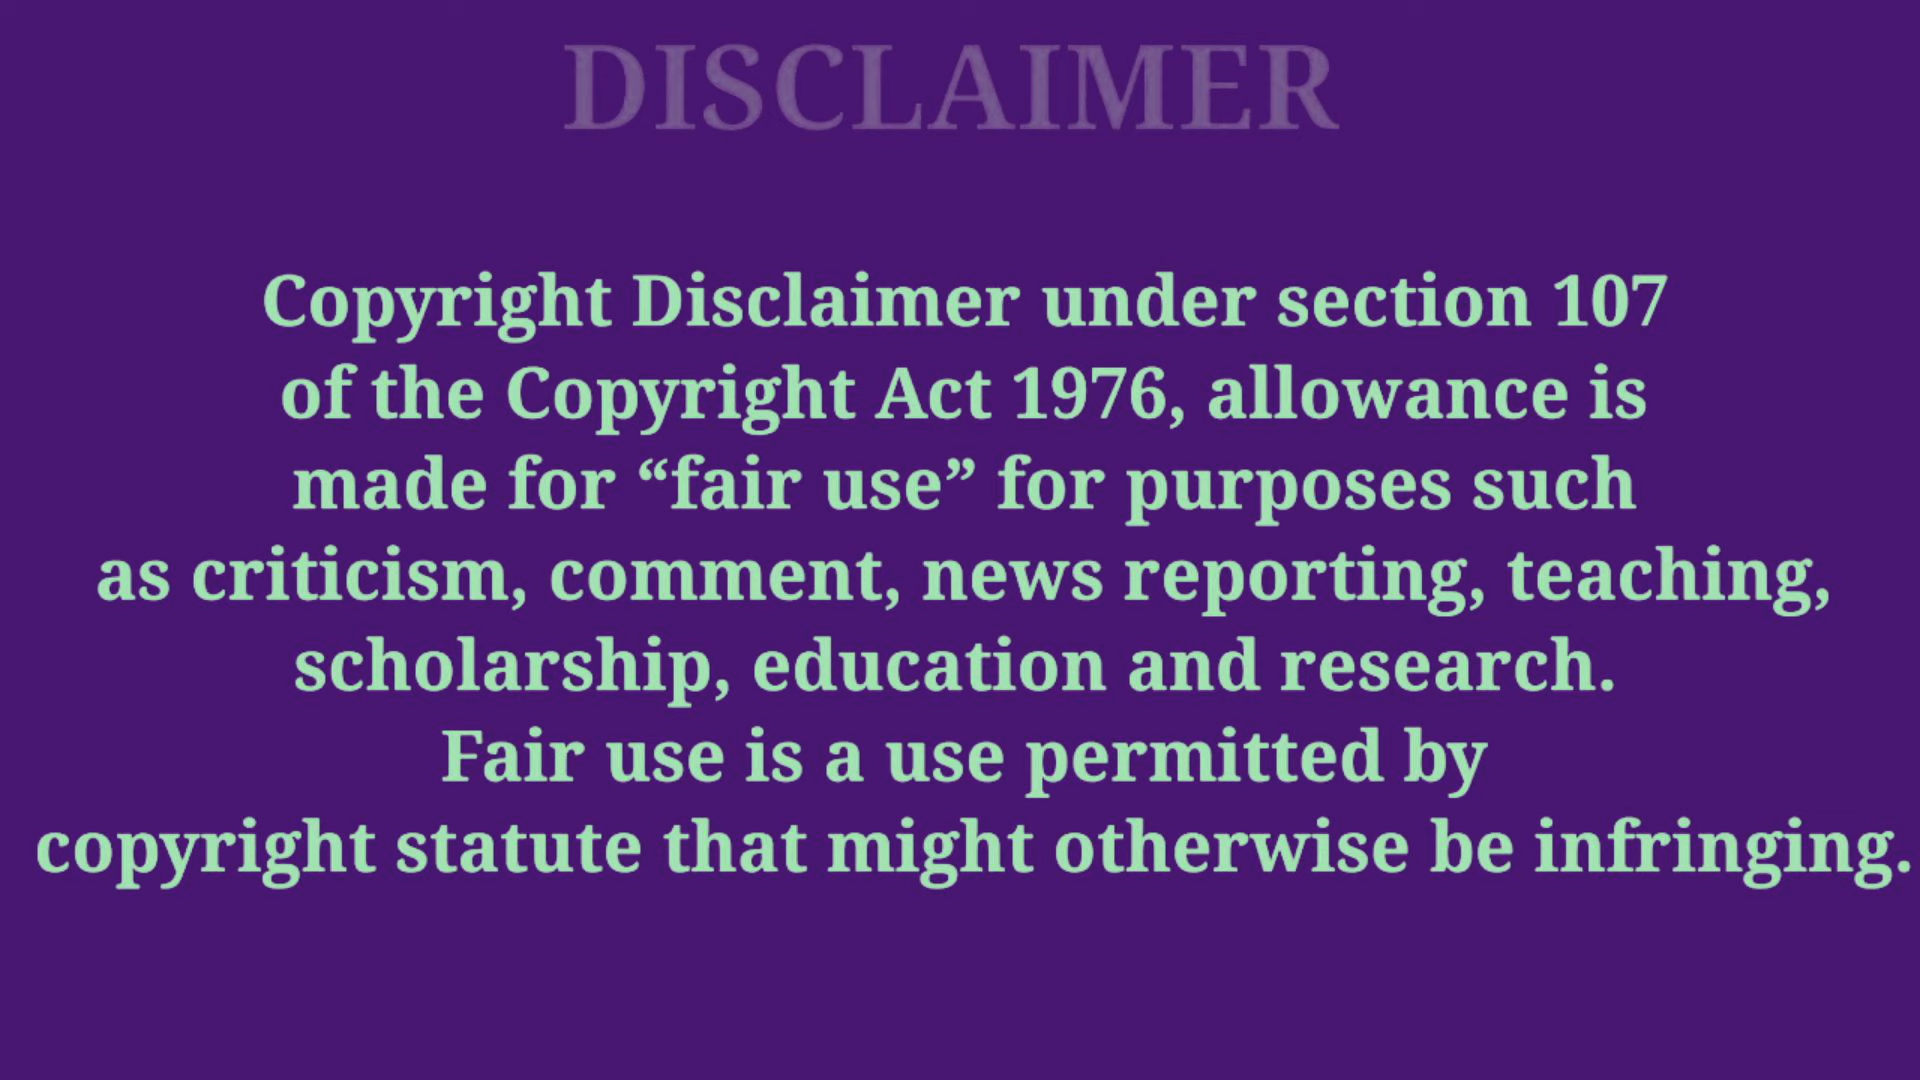 DISCLAIMER
Copyright Disclaimer under section 107
of the Copyright Act 1976, allowance is
made for “fair use” for purposes such
as criticism, comment, news reporting, teaching,
scholarship, education and research.
Fair use is a use permitted by
copyright statute that might otherwise be infringing.